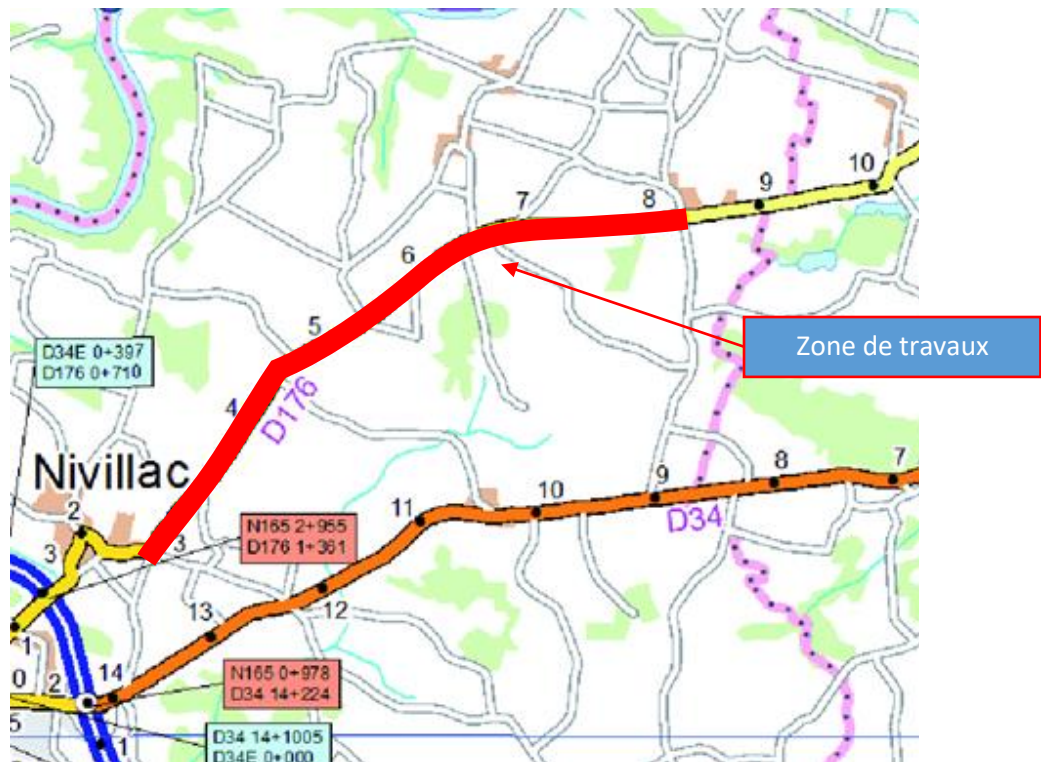 10
9
8
7
6
5
4
3
D176
Zone de travaux
D34E 0+397
D176 0+710
Nivillac
2
3
1
N165 2+955
D176 1+361
11
10
9
8
7
D34
13
12
14
0
2
5
1
N165 0+978
D34 14+224
D34 14+1005
D34E 0+000